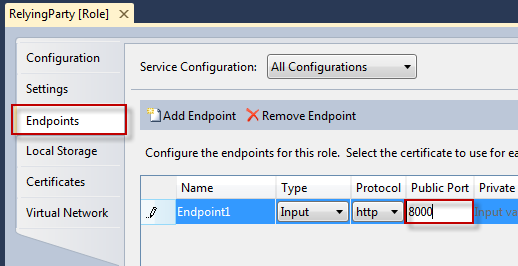 RelyingParty [Role]
Configuration
Settings
Endpoints
Local Storage
Certificates
Virtual Network
Service Configuration: All Configurations
Add Endpoint Remove Endpoint
Configure the endpoints for this role. Select the certificate to use for ea
Name Type Protocol Public Port Private
Endpoint1 Input http 8000 Input va